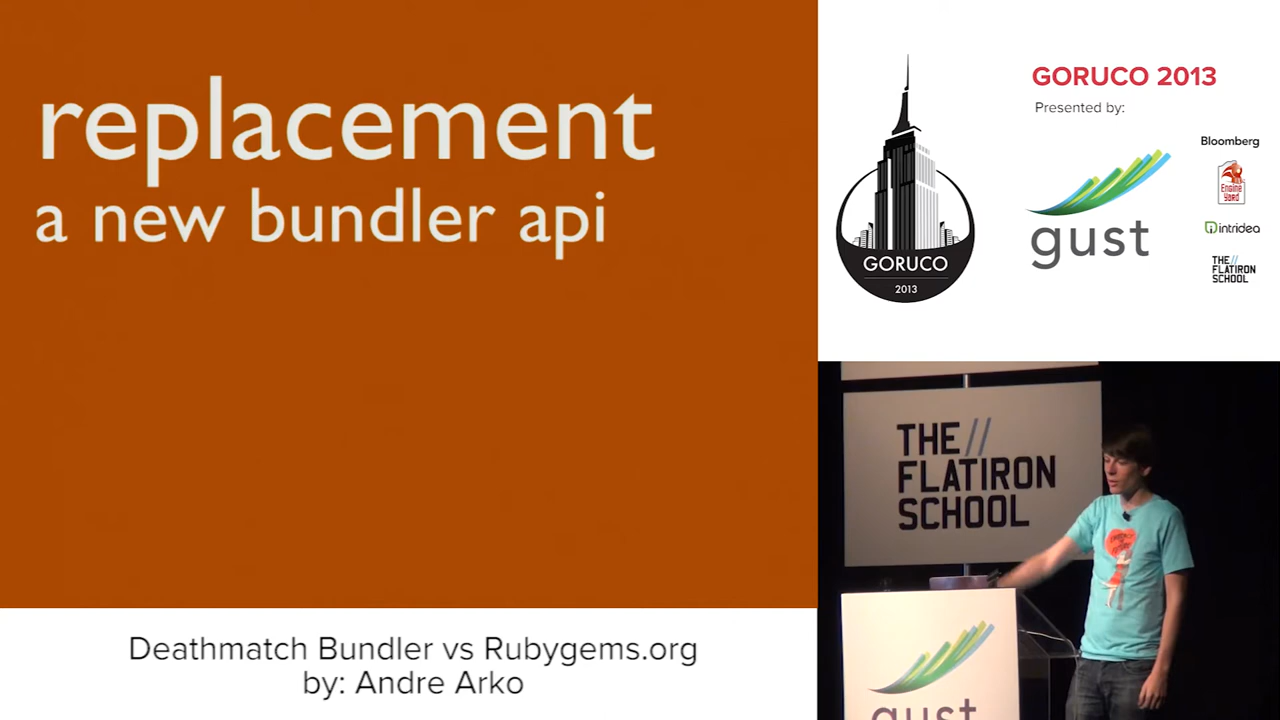 replacement
a new bundler api
Deathmatch Bundler vs Rubygems.org
by: Andre Arko
GORUCO 2013
Presented by:
GORUCO
2013
gust
Bloomberg
Engine
Yard
intridea
THE//
FLATIRON
SCHOOL
THE//
FLATIRON
SCHOOL
gust